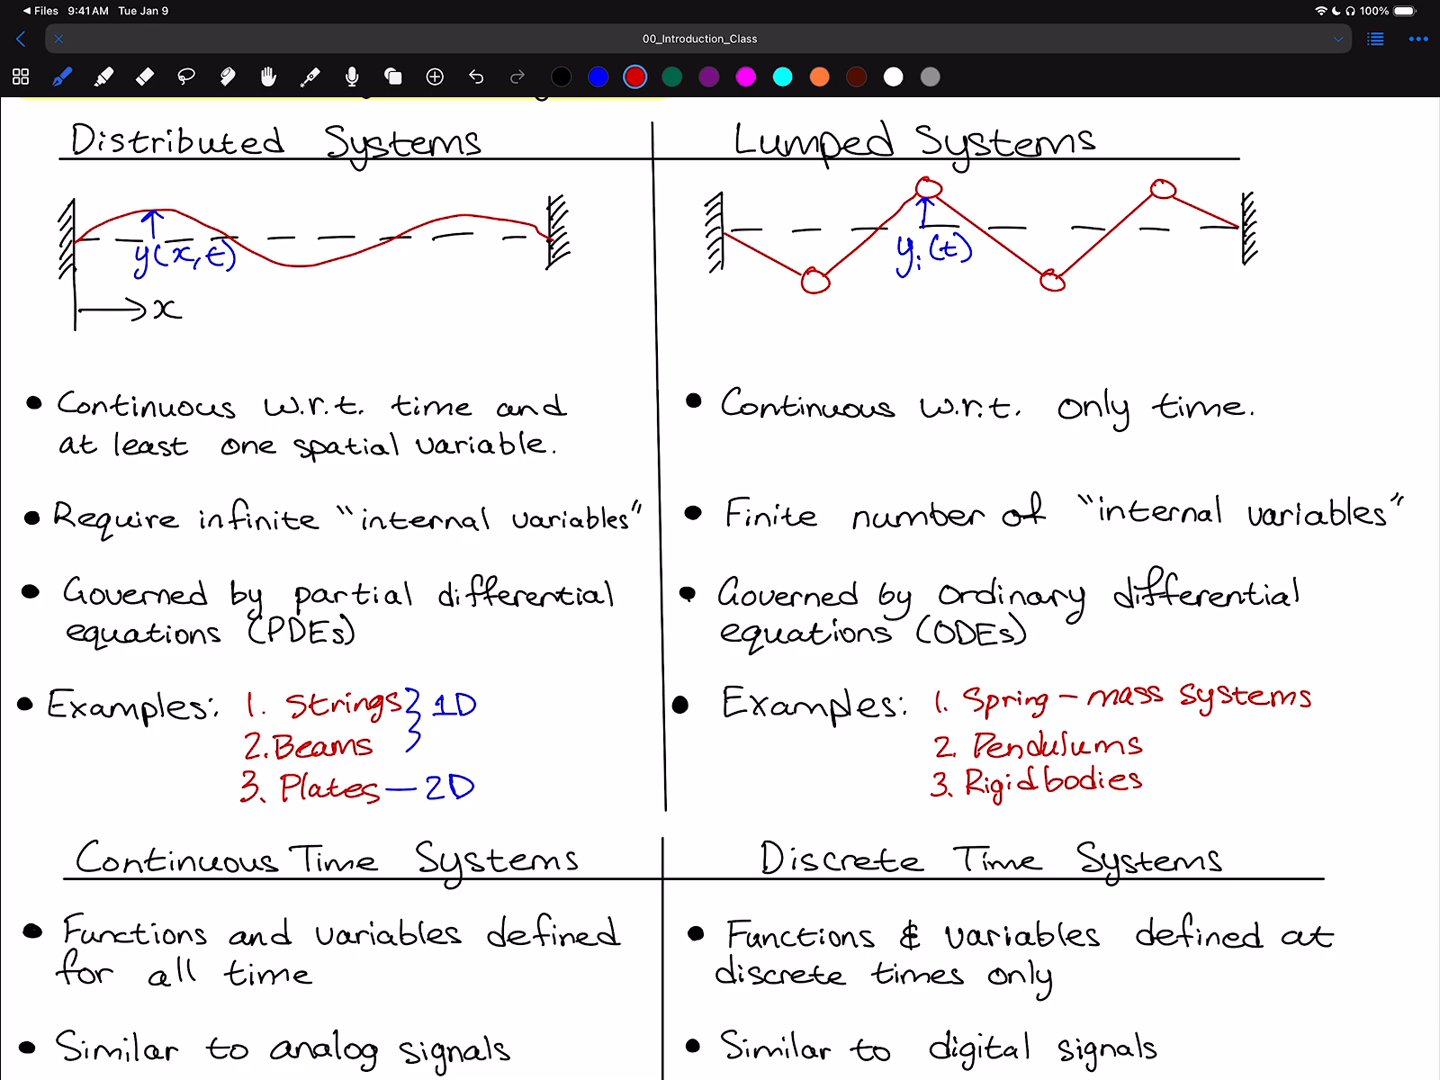 Files 9:41 AM Tue Jan 9 100%
00_Introduction_Class
Distributed Systems
Lumped Systems
y(x,t)
x
yᵢ(t)
• Continuous w.r.t. time and
at least one spatial variable.
• Require infinite "internal variables"
• Governed by partial differential
equations (PDEs)
• Examples: 1. Strings } 1D
2. Beams
3. Plates — 2D
• Continuous w.r.t. only time.
• Finite number of "internal variables"
• Governed by ordinary differential
equations (ODEs)
• Examples: 1. Spring - mass systems
2. Pendulums
3. Rigid bodies
Continuous Time Systems
• Functions and variables defined
for all time
• Similar to analog signals
Discrete Time Systems
• Functions & variables defined at
discrete times only
• Similar to digital signals